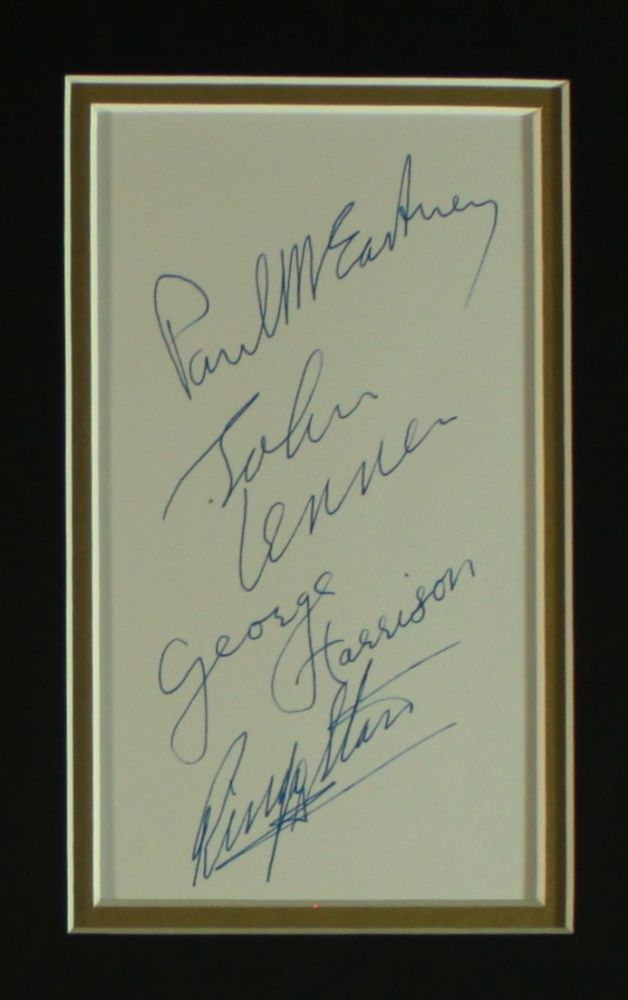 Paul McCartney
John
Lennon
George
Harrison
Ringo Starr